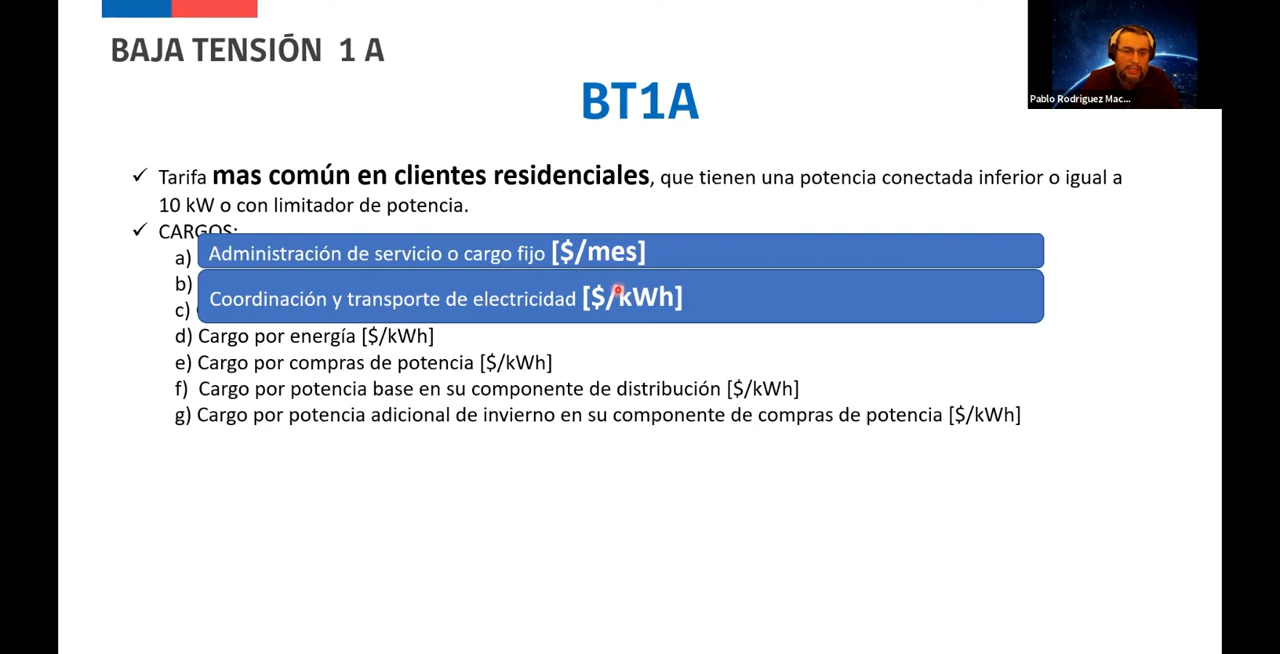 BAJA TENSIÓN 1 A
BT1A
Pablo Rodriguez Mac...
✓ Tarifa mas común en clientes residenciales, que tienen una potencia conectada inferior o igual a
10 kW o con limitador de potencia.
✓ CARGOS:
a) Administración de servicio o cargo fijo [$/mes]
b)
Coordinación y transporte de electricidad [$/kWh]
c)
d) Cargo por energía [$/kWh]
e) Cargo por compras de potencia [$/kWh]
f) Cargo por potencia base en su componente de distribución [$/kWh]
g) Cargo por potencia adicional de invierno en su componente de compras de potencia [$/kWh]